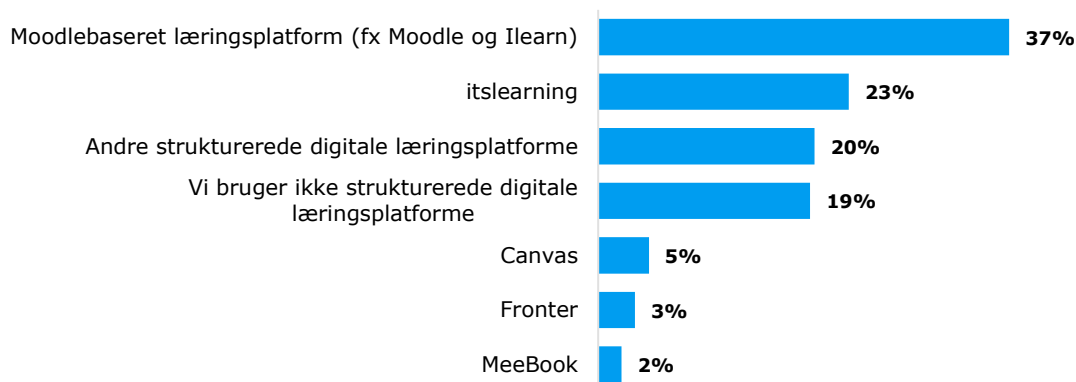 Moodlebaseret læringsplatform (fx Moodle og Ilearn) 37%
itslearning 23%
Andre strukturerede digitale læringsplatforme 20%
Vi bruger ikke strukturerede digitale
læringsplatforme 19%
Canvas 5%
Fronter 3%
MeeBook 2%